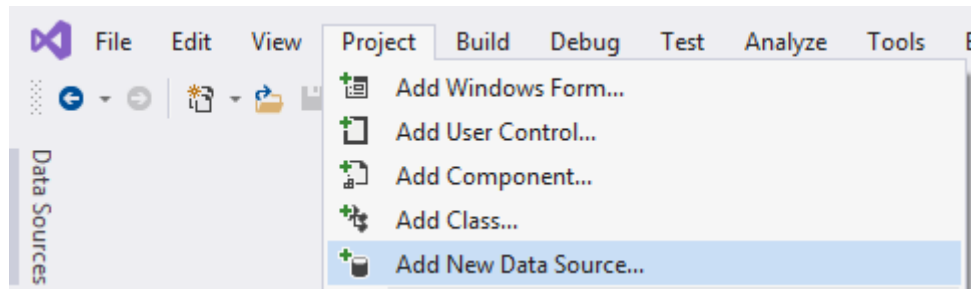 File Edit View Project Build Debug Test Analyze Tools
Add Windows Form...
Add User Control...
Add Component...
Add Class...
Add New Data Source...
Data Sources